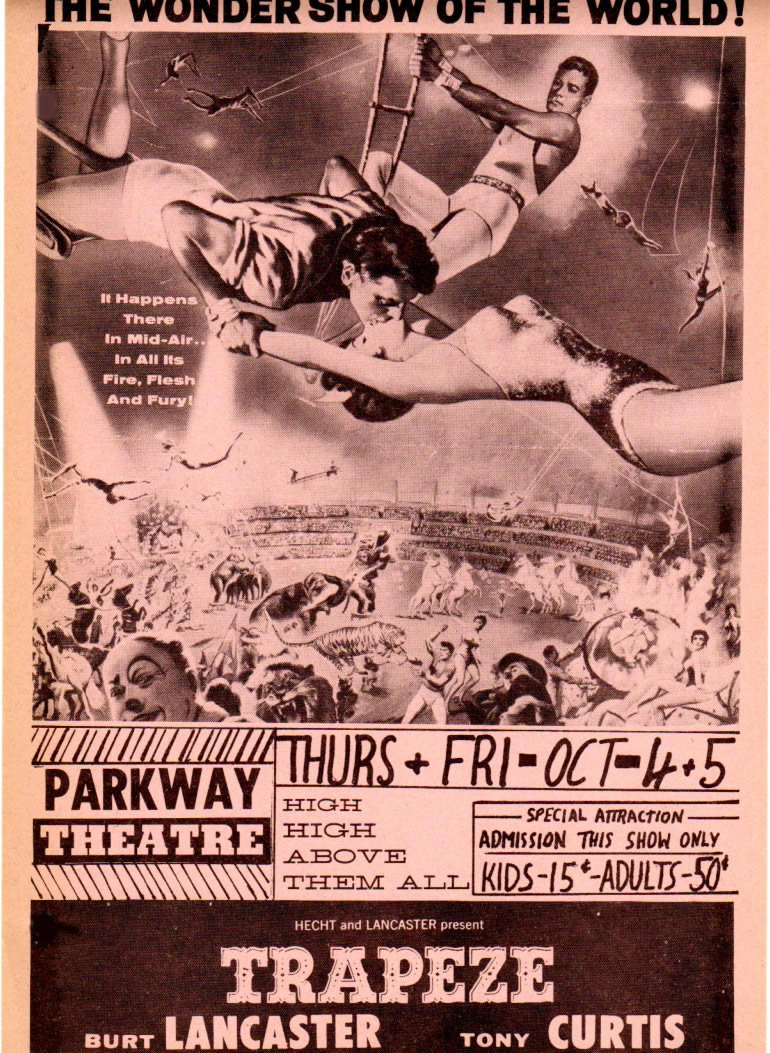 THE WONDER SHOW OF THE WORLD!
It Happens
There
In Mid-Air..
In All Its
Fire, Flesh
And Fury!
PARKWAY
THEATRE
THURS + FRI - OCT - 4 + 5
HIGH
HIGH
ABOVE
THEM ALL
SPECIAL ATTRACTION
ADMISSION THIS SHOW ONLY
KIDS-15¢-ADULTS-50¢
HECHT and LANCASTER present
TRAPEZE
BURT LANCASTER TONY CURTIS